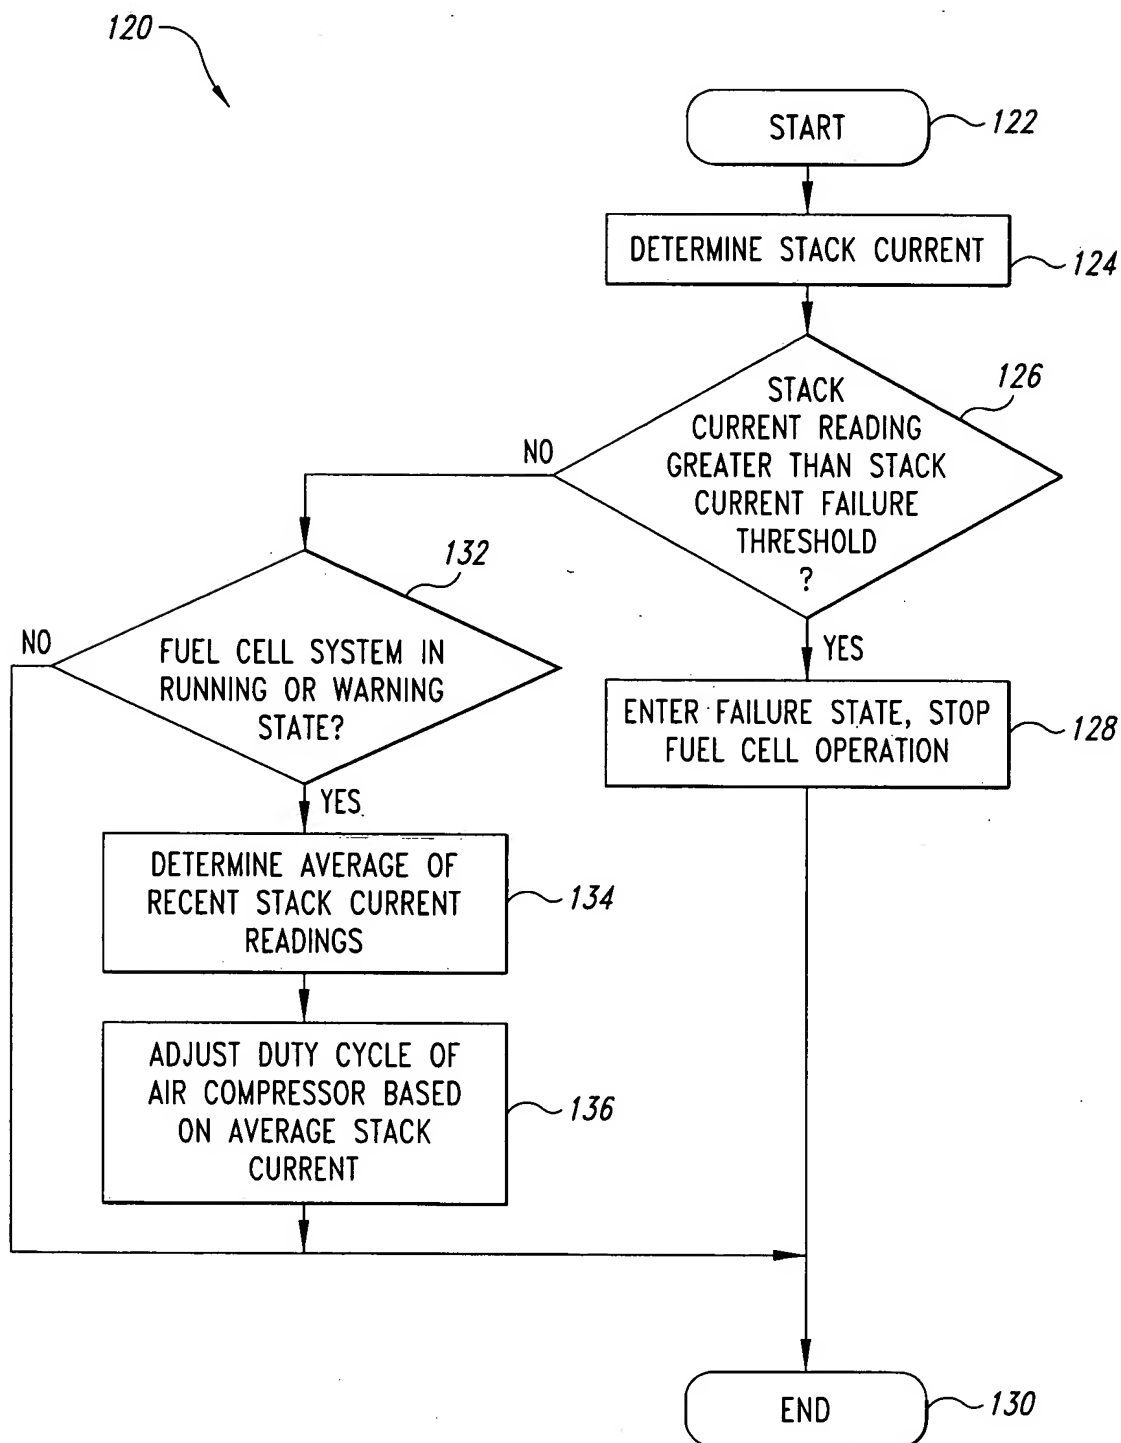 120
START
122
DETERMINE STACK CURRENT
124
STACK
CURRENT READING
GREATER THAN STACK
CURRENT FAILURE
THRESHOLD
?
126
NO
YES
132
FUEL CELL SYSTEM IN
RUNNING OR WARNING
STATE?
NO
YES
ENTER FAILURE STATE, STOP
FUEL CELL OPERATION
128
DETERMINE AVERAGE OF
RECENT STACK CURRENT
READINGS
134
ADJUST DUTY CYCLE OF
AIR COMPRESSOR BASED
ON AVERAGE STACK
CURRENT
136
END
130